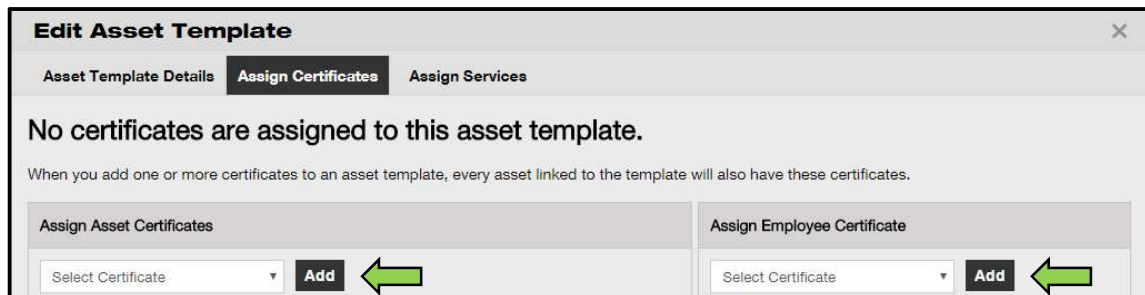 Edit Asset Template
Asset Template Details Assign Certificates Assign Services
No certificates are assigned to this asset template.
When you add one or more certificates to an asset template, every asset linked to the template will also have these certificates.
Assign Asset Certificates
Select Certificate Add
Assign Employee Certificate
Select Certificate Add